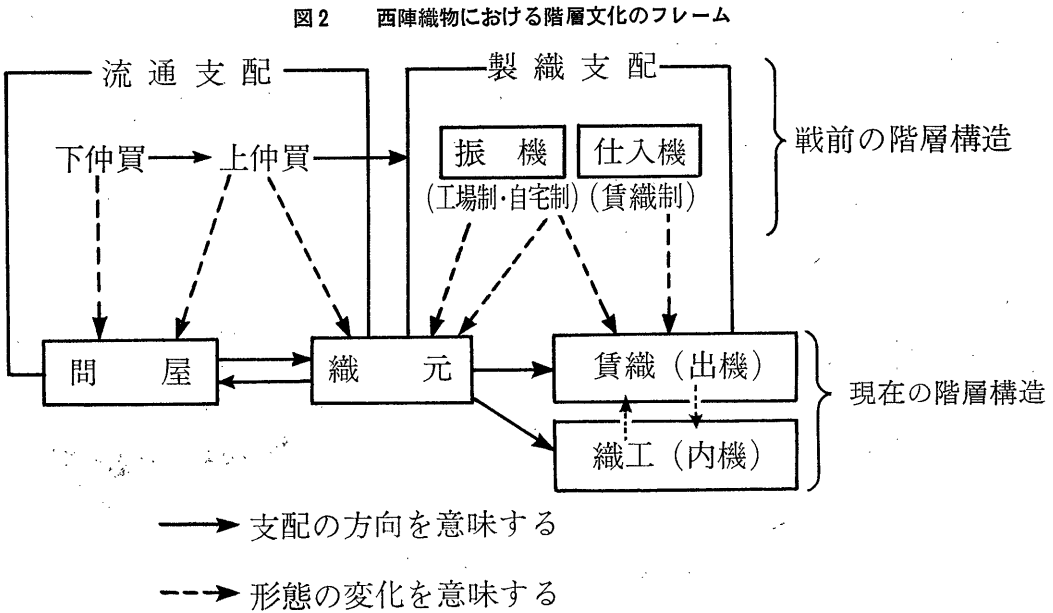 図2 西陣織物における階層文化のフレーム
流通支配 製織支配
下仲買 上仲買 振機 仕入機 戦前の階層構造
(工場制・自宅制) (賃織制)
問屋 織元 賃織(出機)
現在の階層構造
織工(内機)
支配の方向を意味する
形態の変化を意味する